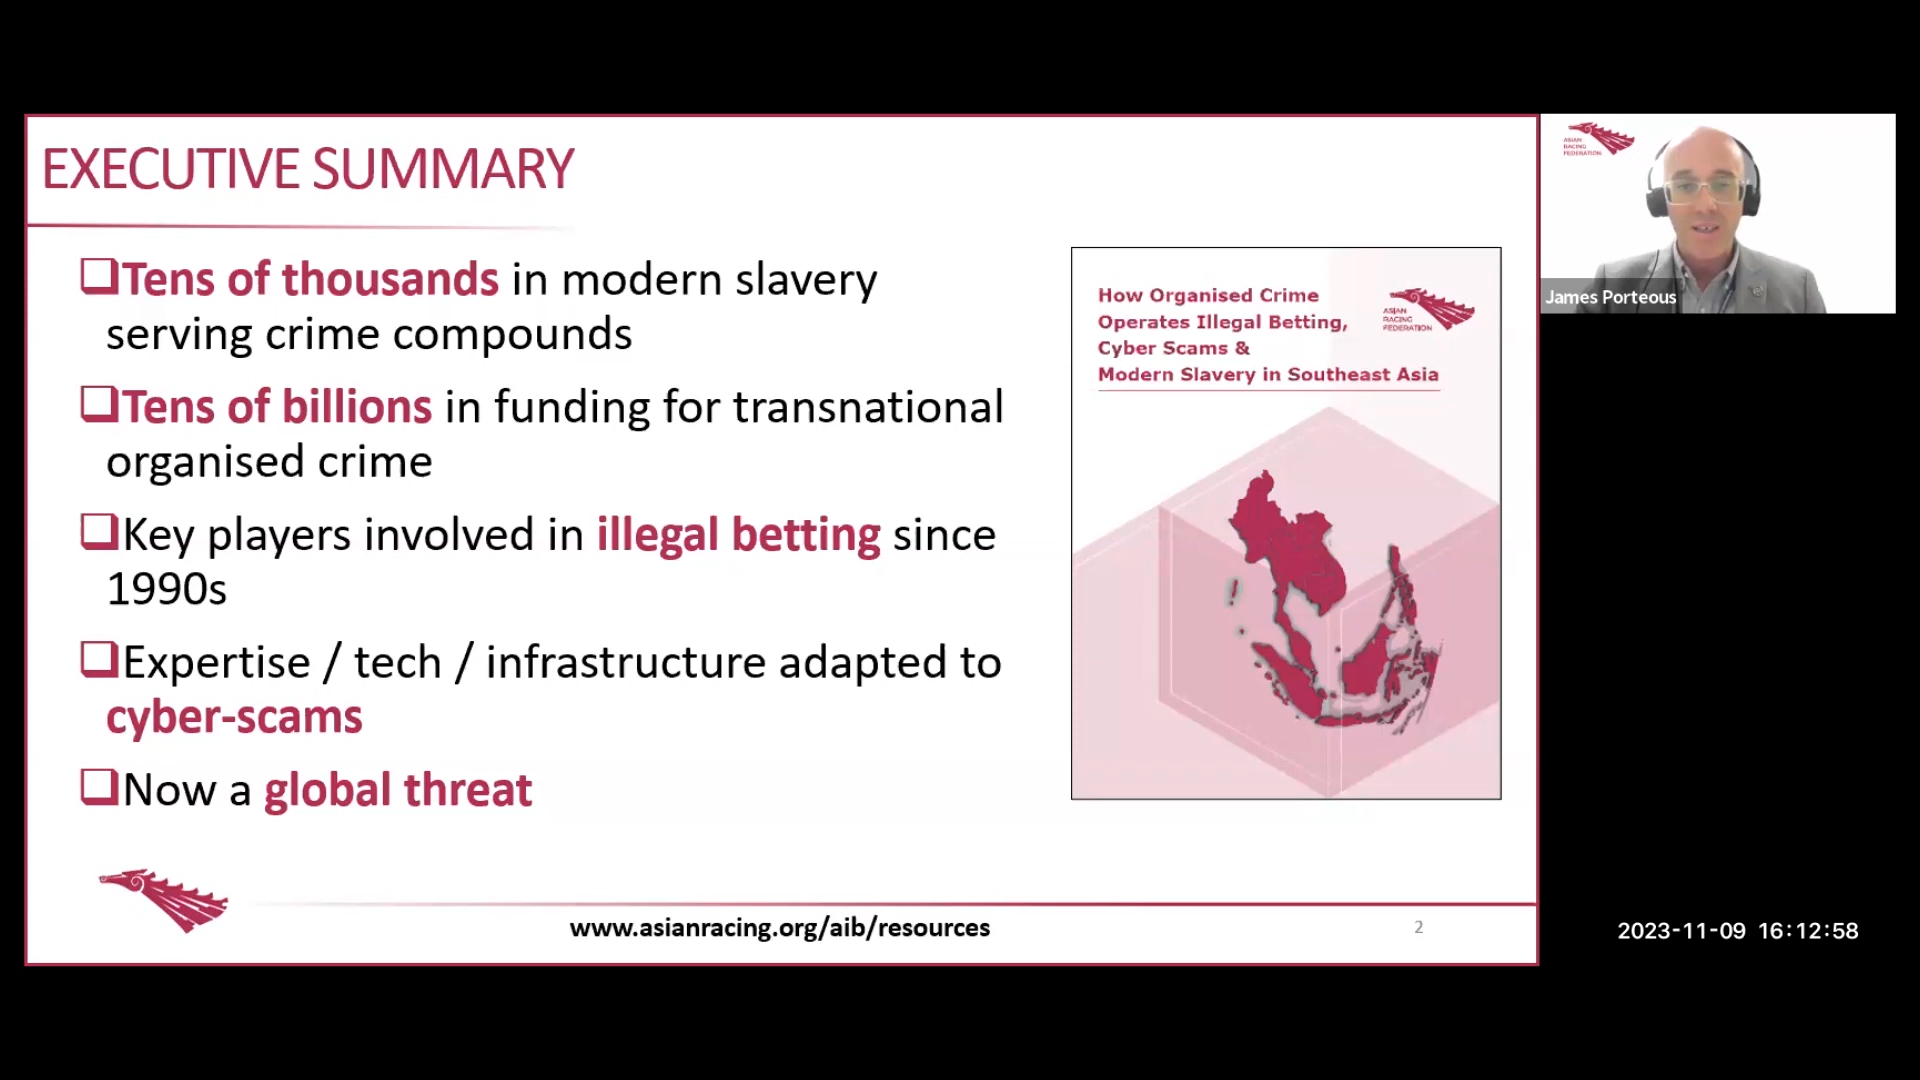 EXECUTIVE SUMMARY
Tens of thousands in modern slavery
serving crime compounds
Tens of billions in funding for transnational
organised crime
Key players involved in illegal betting since
1990s
Expertise / tech / infrastructure adapted to
cyber-scams
Now a global threat
How Organised Crime
Operates Illegal Betting,
Cyber Scams &
Modern Slavery in Southeast Asia
ASIAN
RACING
FEDERATION
www.asianracing.org/aib/resources
2
ASIAN
RACING
FEDERATION
James Porteous
2023-11-09 16:12:58